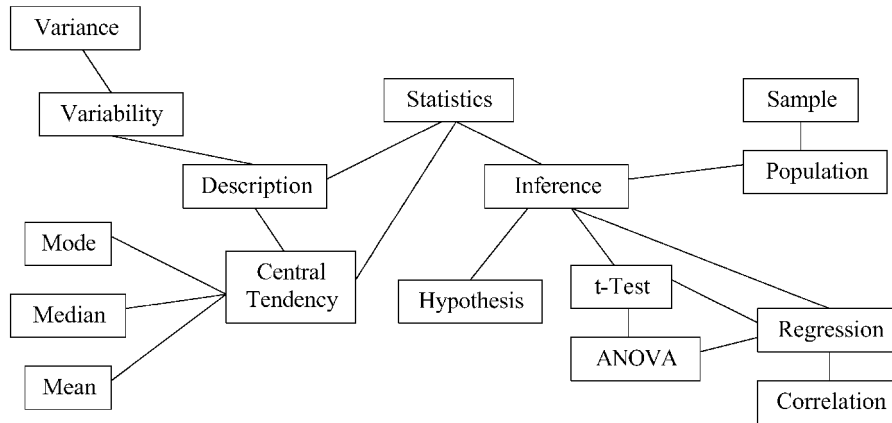 Variance
Statistics
Sample
Variability
Description
Inference
Population
Mode
Central
Tendency
Hypothesis
t-Test
Median
Regression
ANOVA
Mean
Correlation